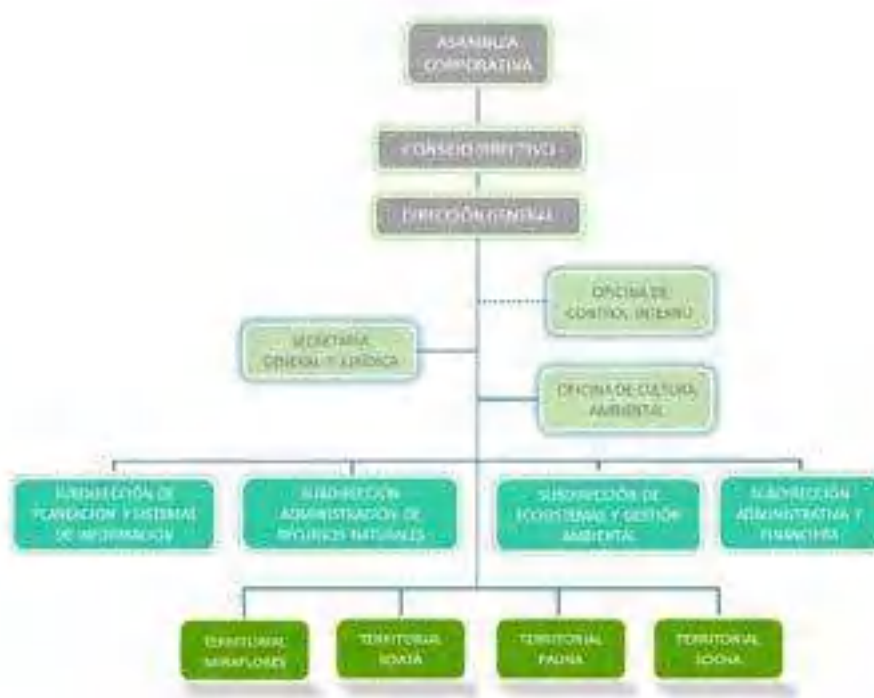 ASAMBLEA
CORPORATIVA
CONSEJO DIRECTIVO
DIRECCIÓN GENERAL
OFICINA DE
CONTROL INTERNO
SECRETARÍA
GENERAL Y JURÍDICA
OFICINA DE CULTURA
AMBIENTAL
SUBDIRECCIÓN DE
PLANEACIÓN Y SISTEMAS
DE INFORMACIÓN
SUBDIRECCIÓN
ADMINISTRACIÓN DE
RECURSOS NATURALES
SUBDIRECCIÓN DE
ECOSISTEMAS Y GESTIÓN
AMBIENTAL
SUBDIRECCIÓN
ADMINISTRATIVA Y
FINANCIERA
TERRITORIAL
MIRAFLORES
TERRITORIAL
SOATÁ
TERRITORIAL
PAUNA
TERRITORIAL
SOCHA